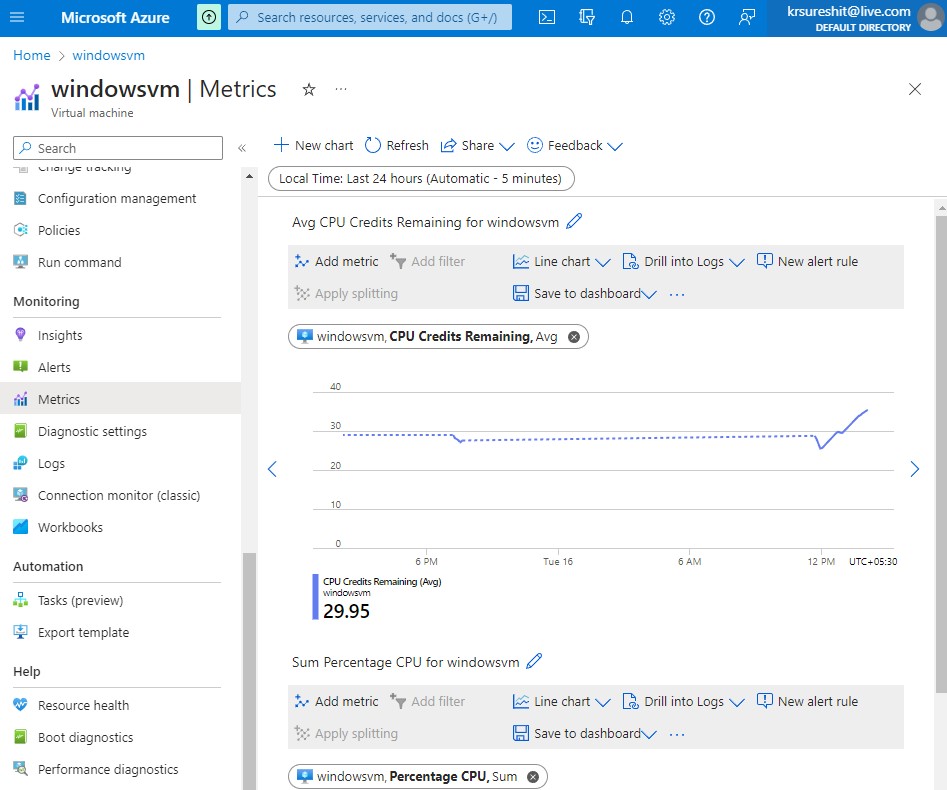 Microsoft Azure
Search resources, services, and docs (G+/)
krsureshit@live.com
DEFAULT DIRECTORY
Home > windowsvm
windowsvm | Metrics
Virtual machine
Search
«
Change tracking
Configuration management
Policies
Run command
Monitoring
Insights
Alerts
Metrics
Diagnostic settings
Logs
Connection monitor (classic)
Workbooks
Automation
Tasks (preview)
Export template
Help
Resource health
Boot diagnostics
Performance diagnostics
New chart Refresh Share Feedback
Local Time: Last 24 hours (Automatic - 5 minutes)
Avg CPU Credits Remaining for windowsvm
Add metric Add filter Line chart Drill into Logs New alert rule
Apply splitting Save to dashboard ...
windowsvm, CPU Credits Remaining, Avg
40
30
20
10
0
6 PM Tue 16 6 AM 12 PM UTC+05:30
CPU Credits Remaining (Avg)
windowsvm
29.95
Sum Percentage CPU for windowsvm
Add metric Add filter Line chart Drill into Logs New alert rule
Apply splitting Save to dashboard ...
windowsvm, Percentage CPU, Sum